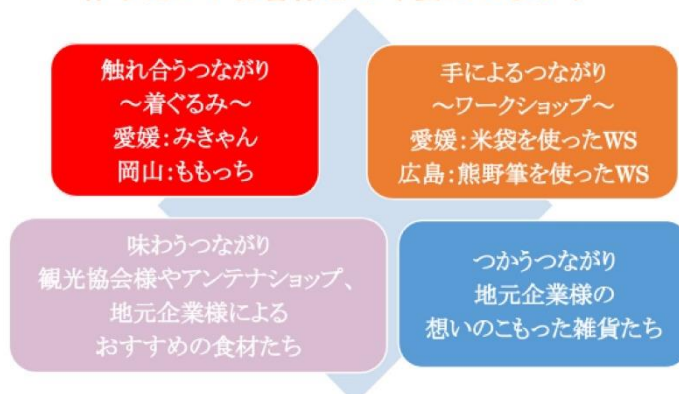 触れ合うつながり
～着ぐるみ～
愛媛:みきゃん
岡山:ももっち
手によるつながり
～ワークショップ～
愛媛:米袋を使ったWS
広島:熊野筆を使ったWS
味わうつながり
観光協会様やアンテナショップ、
地元企業様による
おすすめの食材たち
つかうつながり
地元企業様の
想いのこもった雑貨たち